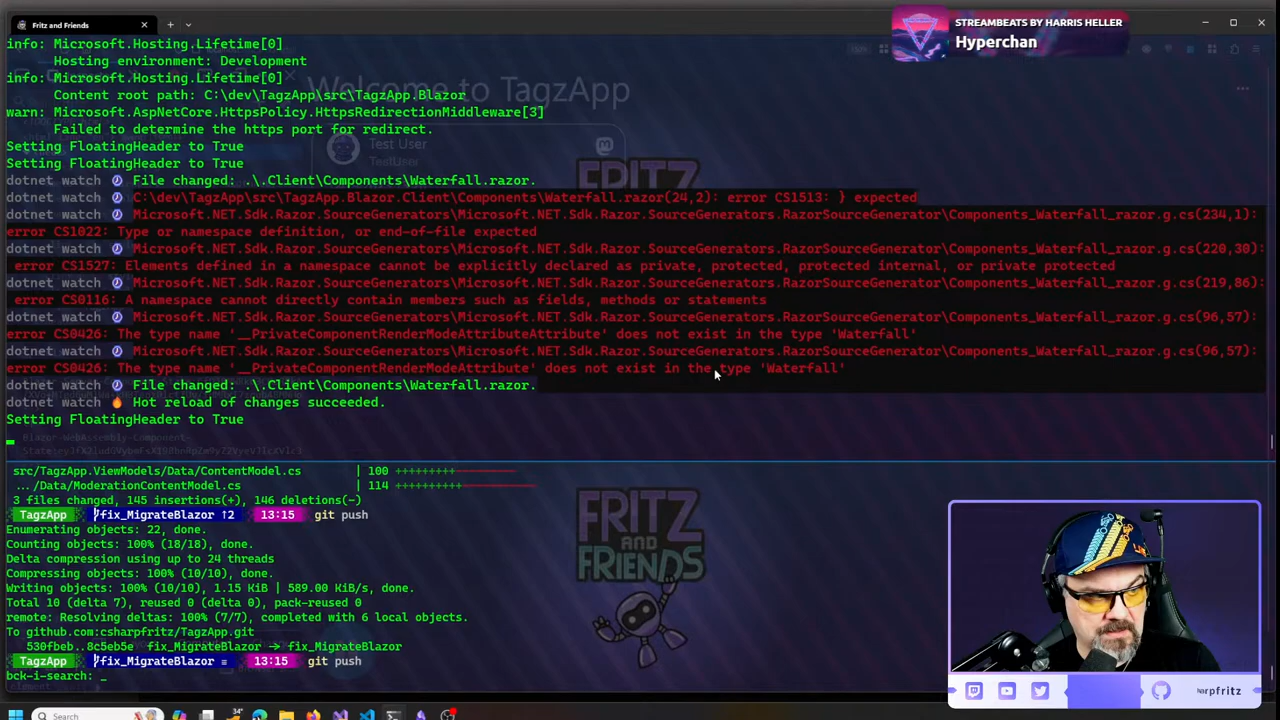 Fritz and Friends
STREAMBEATS BY HARRIS HELLER
Hyperchan
info: Microsoft.Hosting.Lifetime[0]
Hosting environment: Development
info: Microsoft.Hosting.Lifetime[0]
Content root path: C:\dev\TagzApp\src\TagzApp.Blazor
Welcome to TagzApp
warn: Microsoft.AspNetCore.HttpsPolicy.HttpsRedirectionMiddleware[3]
Failed to determine the https port for redirect.
Test User
TestUser
Setting FloatingHeader to True
Setting FloatingHeader to True
dotnet watch File changed: .\.Client\Components\Waterfall.razor.
dotnet watch C:\dev\TagzApp\src\TagzApp.Blazor.Client\Components\Waterfall.razor(24,2): error CS1513: } expected
dotnet watch Microsoft.NET.Sdk.Razor.SourceGenerators\Microsoft.NET.Sdk.Razor.SourceGenerators.RazorSourceGenerator\Components_Waterfall_razor.g.cs(234,1):
error CS1022: Type or namespace definition, or end-of-file expected
dotnet watch Microsoft.NET.Sdk.Razor.SourceGenerators\Microsoft.NET.Sdk.Razor.SourceGenerators.RazorSourceGenerator\Components_Waterfall_razor.g.cs(220,30):
error CS1527: Elements defined in a namespace cannot be explicitly declared as private, protected, protected internal, or private protected
dotnet watch Microsoft.NET.Sdk.Razor.SourceGenerators\Microsoft.NET.Sdk.Razor.SourceGenerators.RazorSourceGenerator\Components_Waterfall_razor.g.cs(219,86):
error CS0116: A namespace cannot directly contain members such as fields, methods or statements
dotnet watch Microsoft.NET.Sdk.Razor.SourceGenerators\Microsoft.NET.Sdk.Razor.SourceGenerators.RazorSourceGenerator\Components_Waterfall_razor.g.cs(96,57):
error CS0426: The type name '__PrivateComponentRenderModeAttributeAttribute' does not exist in the type 'Waterfall'
dotnet watch Microsoft.NET.Sdk.Razor.SourceGenerators\Microsoft.NET.Sdk.Razor.SourceGenerators.RazorSourceGenerator\Components_Waterfall_razor.g.cs(96,57):
error CS0426: The type name '__PrivateComponentRenderModeAttribute' does not exist in the type 'Waterfall'
dotnet watch File changed: .\.Client\Components\Waterfall.razor.
dotnet watch Hot reload of changes succeeded.
Setting FloatingHeader to True
src/TagzApp.ViewModels/Data/ContentModel.cs | 100 ++++++++++----------
.../Data/ModerationContentModel.cs | 114
3 files changed, 145 insertions(+), 146 deletions(-)
TagzApp fix_MigrateBlazor ↑2 13:15 git push
Enumerating objects: 22, done.
Counting objects: 100% (18/18), done.
Delta compression using up to 24 threads
Compressing objects: 100% (10/10), done.
Writing objects: 100% (10/10), 1.15 KiB | 589.00 KiB/s, done.
Total 10 (delta 7), reused 0 (delta 0), pack-reused 0
remote: Resolving deltas: 100% (7/7), completed with 6 local objects.
To github.com:csharpfritz/TagzApp.git
530fbeb..8c5eb5e fix_MigrateBlazor -> fix_MigrateBlazor
TagzApp fix_MigrateBlazor ≡ 13:15 git push
bck-i-search: _
FRITZ
AND
FRIENDS
harpfritz
Search
34°